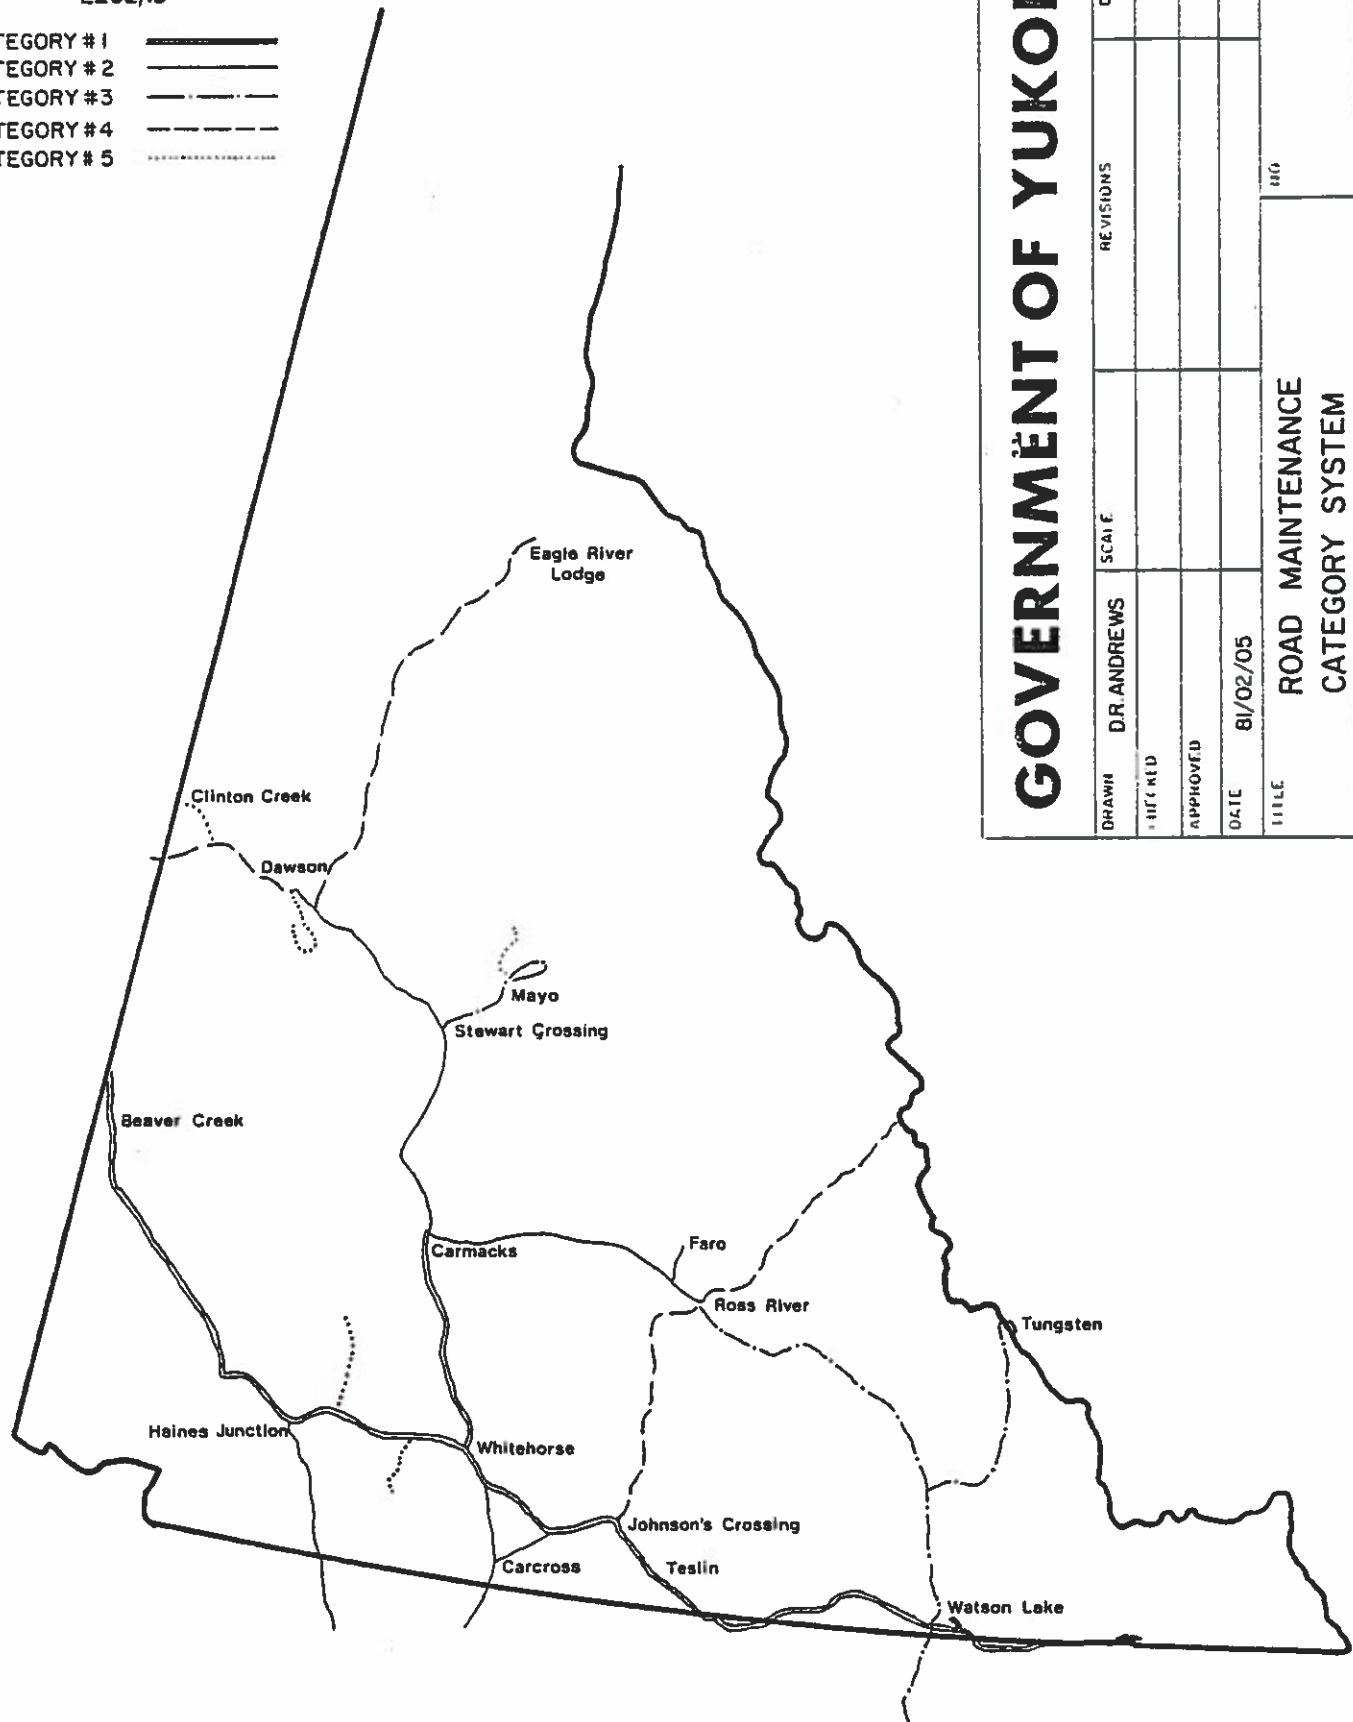 TEGORY #1
TEGORY #2
TEGORY #3
TEGORY #4
TEGORY #5
Eagle River
Lodge
Clinton Creek
Dawson
Mayo
Stewart Crossing
Beaver Creek
Carmacks
Faro
Ross River
Tungsten
Haines Junction
Whitehorse
Johnson's Crossing
Carcross
Teslin
Watson Lake
GOVERNMENT OF YUKO
DRAWN D.R. ANDREWS
SCALE
REVISIONS
APPROVED
DATE 81/02/05
TITLE
NO
ROAD MAINTENANCE
CATEGORY SYSTEM